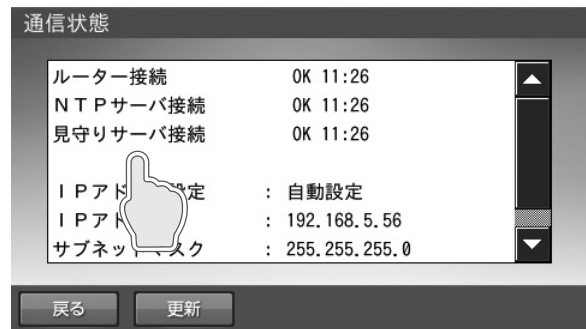 通信状態
ルーター接続 OK 11:26
ＮＴＰサーバ接続 OK 11:26
見守りサーバ接続 OK 11:26
ＩＰアド 定 : 自動設定
ＩＰアド : 192.168.5.56
サブネットマスク : 255.255.255.0
戻る 更新